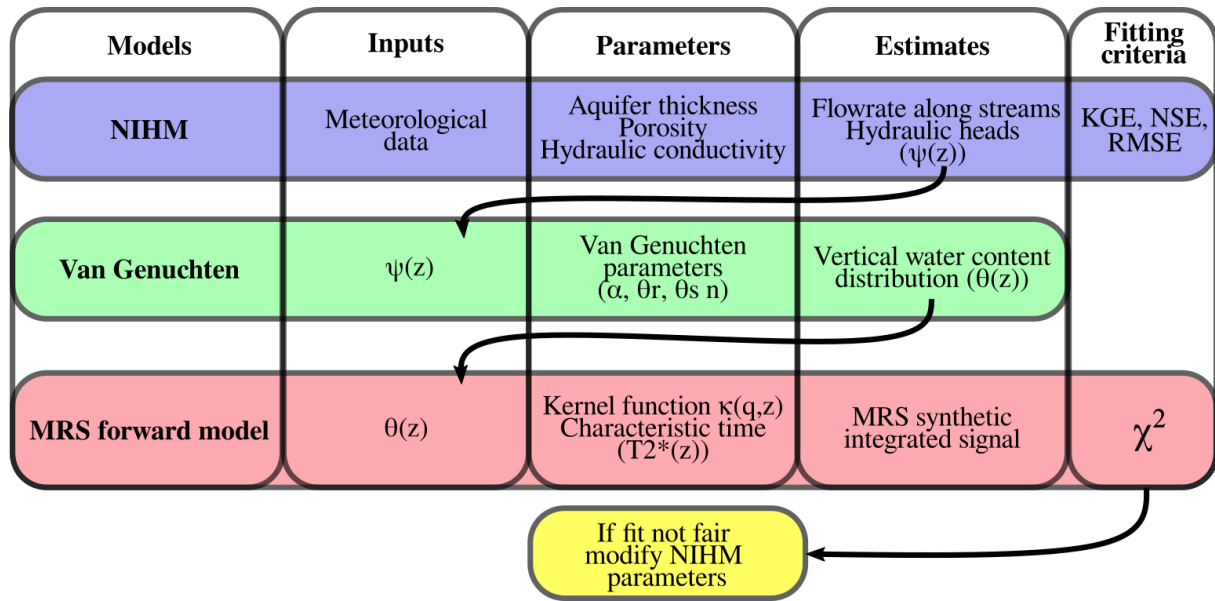 Models
Inputs
Parameters
Estimates
Fitting
criteria
NIHM
Meteorological
data
Aquifer thickness
Porosity
Hydraulic conductivity
Flowrate along streams
Hydraulic heads
(ψ(z))
KGE, NSE,
RMSE
Van Genuchten
ψ(z)
Van Genuchten
parameters
(α, θr, θs n)
Vertical water content
distribution (θ(z))
MRS forward model
θ(z)
Kernel function κ(q,z)
Characteristic time
(T2*(z))
MRS synthetic
integrated signal
χ²
If fit not fair
modify NIHM
parameters